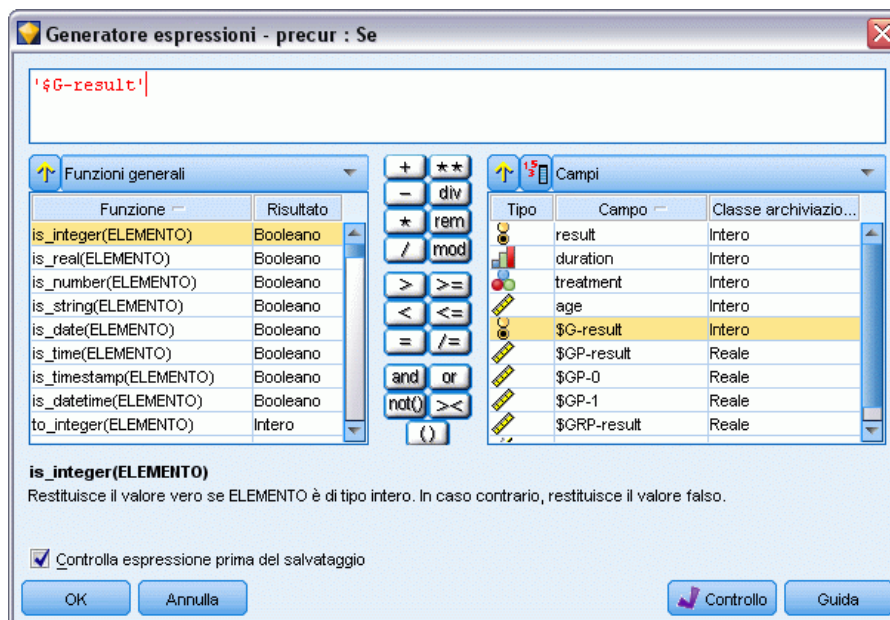 Generatore espressioni - precur : Se
'$G-result'
Funzioni generali
Funzione Risultato
is_integer(ELEMENTO) Booleano
is_real(ELEMENTO) Booleano
is_number(ELEMENTO) Booleano
is_string(ELEMENTO) Booleano
is_date(ELEMENTO) Booleano
is_time(ELEMENTO) Booleano
is_timestamp(ELEMENTO) Booleano
is_datetime(ELEMENTO) Booleano
to_integer(ELEMENTO) Intero
+ **
- div
* rem
/ mod
> >=
< <=
= /=
and or
not() ><
()
Campi
Tipo Campo Classe archiviazio...
result Intero
duration Intero
treatment Intero
age Intero
$G-result Intero
$GP-result Reale
$GP-0 Reale
$GP-1 Reale
$GRP-result Reale
is_integer(ELEMENTO)
Restituisce il valore vero se ELEMENTO è di tipo intero. In caso contrario, restituisce il valore falso.
Controlla espressione prima del salvataggio
OK Annulla Controllo Guida